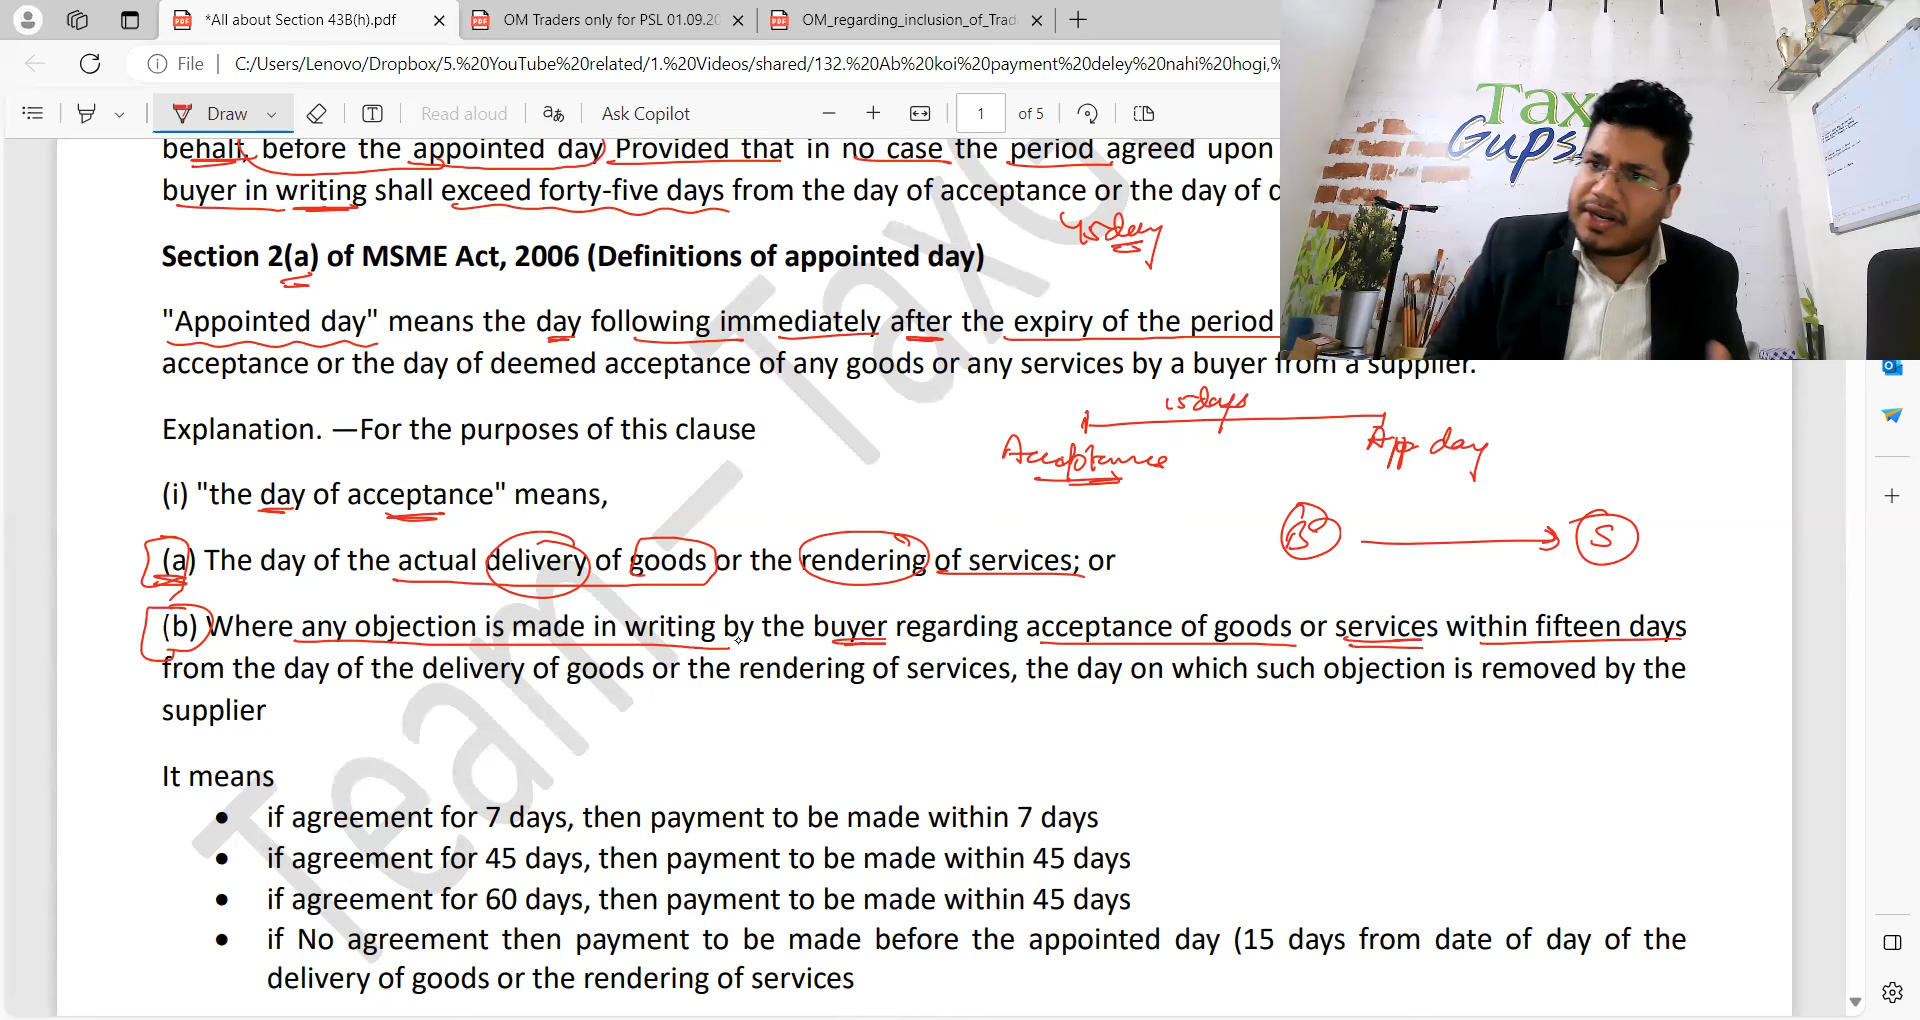 *All about Section 43B(h).pdf
OM Traders only for PSL 01.09.20
OM_regarding_inclusion_of_Trad
File
C:/Users/Lenovo/Dropbox/5.%20YouTube%20related/1.%20Videos/shared/132.%20Ab%20koi%20payment%20deley%20nahi%20hogi,%
Draw
Read aloud
Ask Copilot
1 of 5
Tax
Gups
behalf, before the appointed day) Provided that in no case the period agreed upon
buyer in writing shall exceed forty-five days from the day of acceptance or the day of d
45 day
Section 2(a) of MSME Act, 2006 (Definitions of appointed day)
"Appointed day" means the day following immediately after the expiry of the period
acceptance or the day of deemed acceptance of any goods or any services by a buyer from a supplier.
15 days
Explanation. —For the purposes of this clause
Acceptance
App day
(i) "the day of acceptance" means,
B
S
(a) The day of the actual delivery of goods or the rendering of services; or
(b) Where any objection is made in writing by the buyer regarding acceptance of goods or services within fifteen days
from the day of the delivery of goods or the rendering of services, the day on which such objection is removed by the
supplier
It means
• if agreement for 7 days, then payment to be made within 7 days
• if agreement for 45 days, then payment to be made within 45 days
• if agreement for 60 days, then payment to be made within 45 days
• if No agreement then payment to be made before the appointed day (15 days from date of day of the
delivery of goods or the rendering of services
Team - TaxG